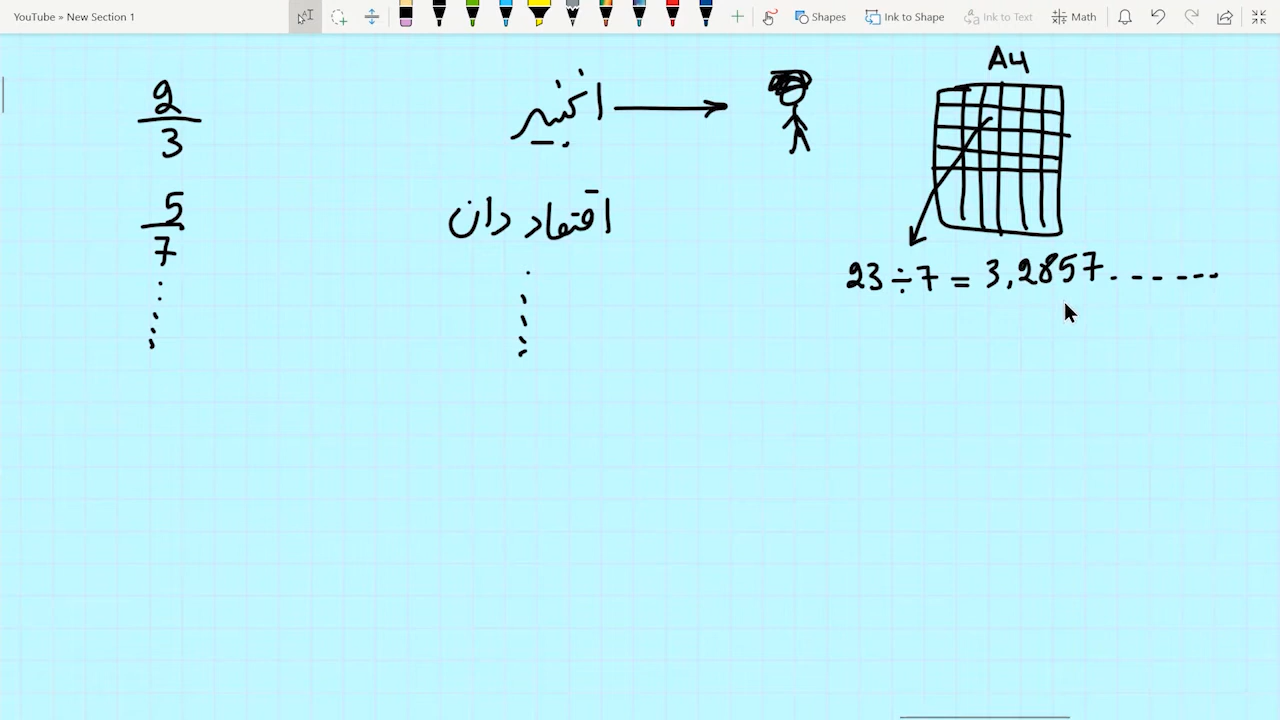 YouTube » New Section 1
Shapes
Ink to Shape
Ink to Text
Math
A4
2
3
انجنیر
5
7
اقتصاد دان
23 ÷ 7 = 3,2857.------